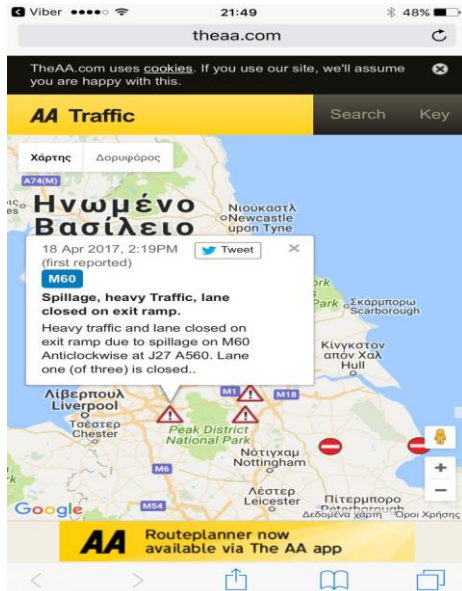 Viber 21:49 48%
theaa.com
TheAA.com uses cookies. If you use our site, we'll assume
you are happy with this.
AA Traffic Search Key
Χάρτης Δορυφόρος
A74(M)
Ηνωμένο
Βασίλειο
Νιούκαστλ
Newcastle
upon Tyne
18 Apr 2017, 2:19PM Tweet
(first reported)
M60
Spillage, heavy Traffic, lane
closed on exit ramp.
Heavy traffic and lane closed on
exit ramp due to spillage on M60
Anticlockwise at J27 A560. Lane
one (of three) is closed..
Park
Σκάρμπορω
Scarborough
Κίνγκστον
απόν Χαλ
Hull
Λίβερπουλ
Liverpool
M1 M18
Τσέστερ
Chester
Peak District
National Park
Νότιγχαμ
Nottingham
M6
Λέστερ
Leicester
Πίτερμπορο
Peterborough
M54
Google
Δεδομένα χάρτη Όροι Χρήσης
AA Routeplanner now
available via The AA app